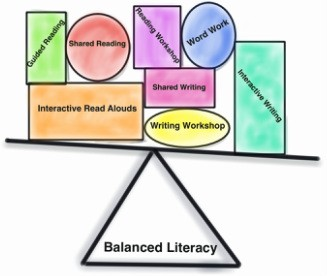 Guided Reading
Shared Reading
Reading Workshop
Word Work
Interactive Read Alouds
Shared Writing
Writing Workshop
Interactive Writing
Balanced Literacy